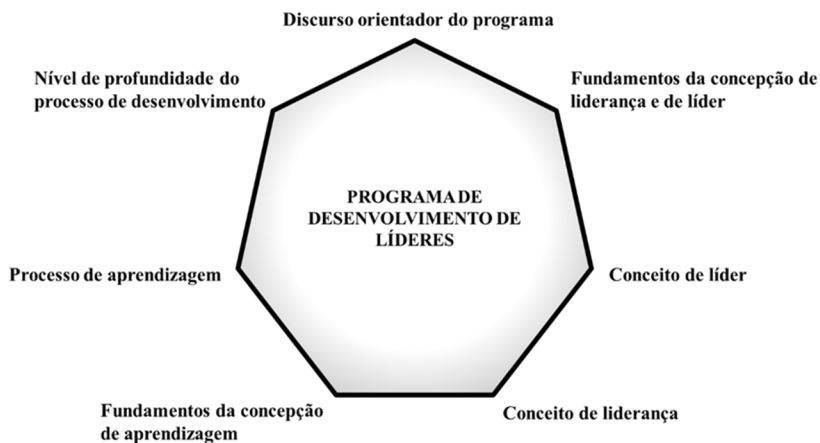 Discurso orientador do programa
Nível de profundidade do
processo de desenvolvimento
Fundamentos da concepção de
liderança e de líder
PROGRAMA DE
DESENVOLVIMENTO DE
LÍDERES
Processo de aprendizagem
Conceito de líder
Fundamentos da concepção
de aprendizagem
Conceito de liderança